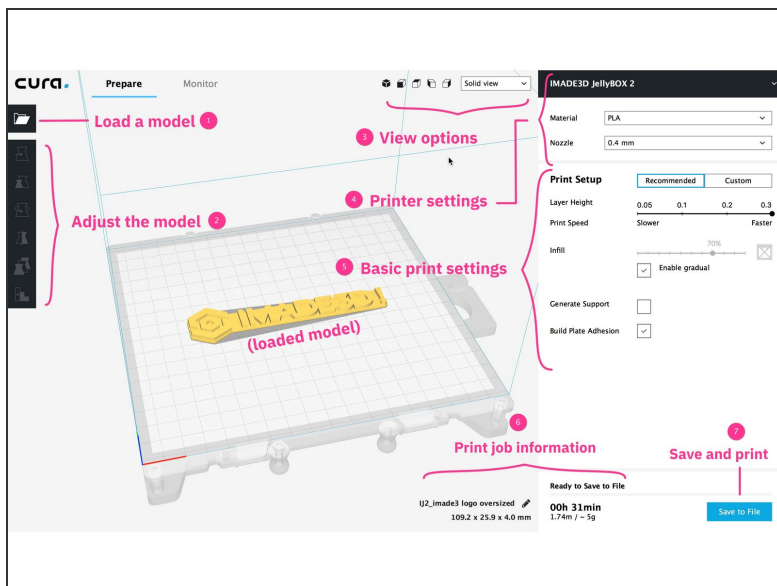 cura.
Prepare
Monitor
Solid view
IMADE3D JellyBOX 2
Load a model 1
3 View options
Material
PLA
Nozzle
0.4 mm
Adjust the model 2
4 Printer settings
5 Basic print settings
Print Setup
Recommended
Custom
Layer Height
0.05 0.1 0.2 0.3
Print Speed
Slower
Faster
Infill
70%
Enable gradual
Generate Support
Build Plate Adhesion
IMADE3D!
(loaded model)
6
Print job information
7
Save and print
Ready to Save to File
IJ2_imade3 logo oversized
109.2 x 25.9 x 4.0 mm
00h 31min
1.74m / ~ 5g
Save to File